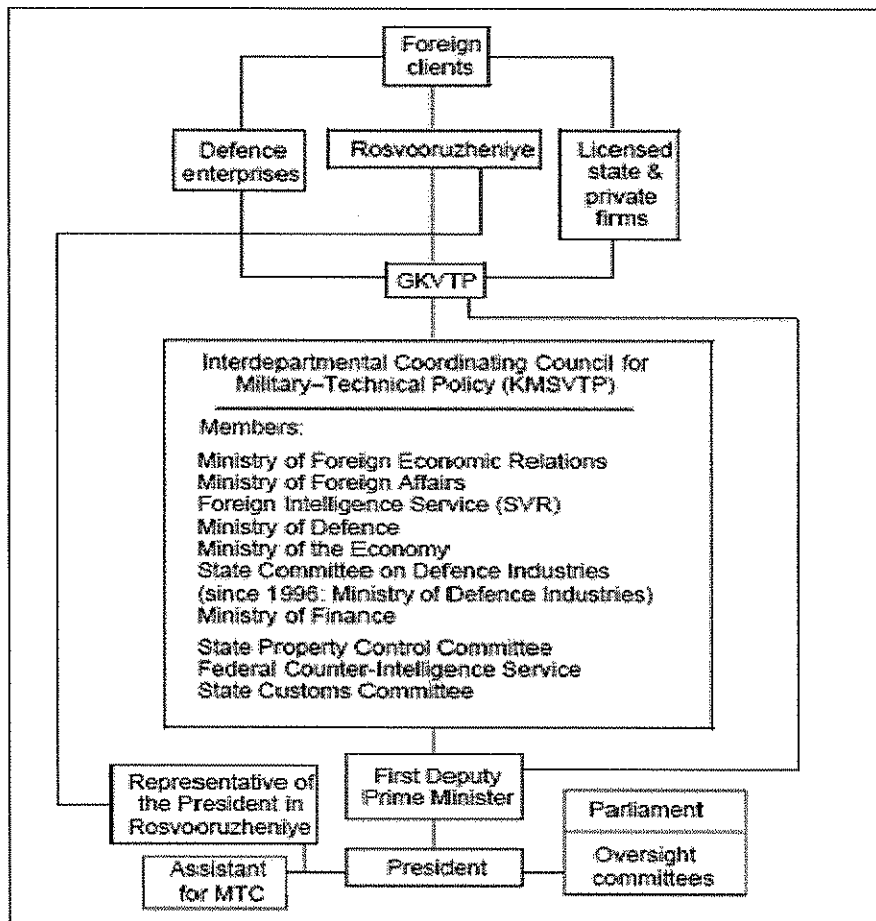 Foreign
clients
Defence
enterprises
Rosvooruzheniye
Licensed
state &
private
firms
GKVTP
Interdepartmental Coordinating Council for
Military–Technical Policy (KMSVTP)
Members:
Ministry of Foreign Economic Relations
Ministry of Foreign Affairs
Foreign Intelligence Service (SVR)
Ministry of Defence
Ministry of the Economy
State Committee on Defence Industries
(since 1996: Ministry of Defence Industries)
Ministry of Finance
State Property Control Committee
Federal Counter-Intelligence Service
State Customs Committee
Representative of
the President in
Rosvooruzheniye
First Deputy
Prime Minister
Parliament
Oversight
committees
Assistant
for MTC
President